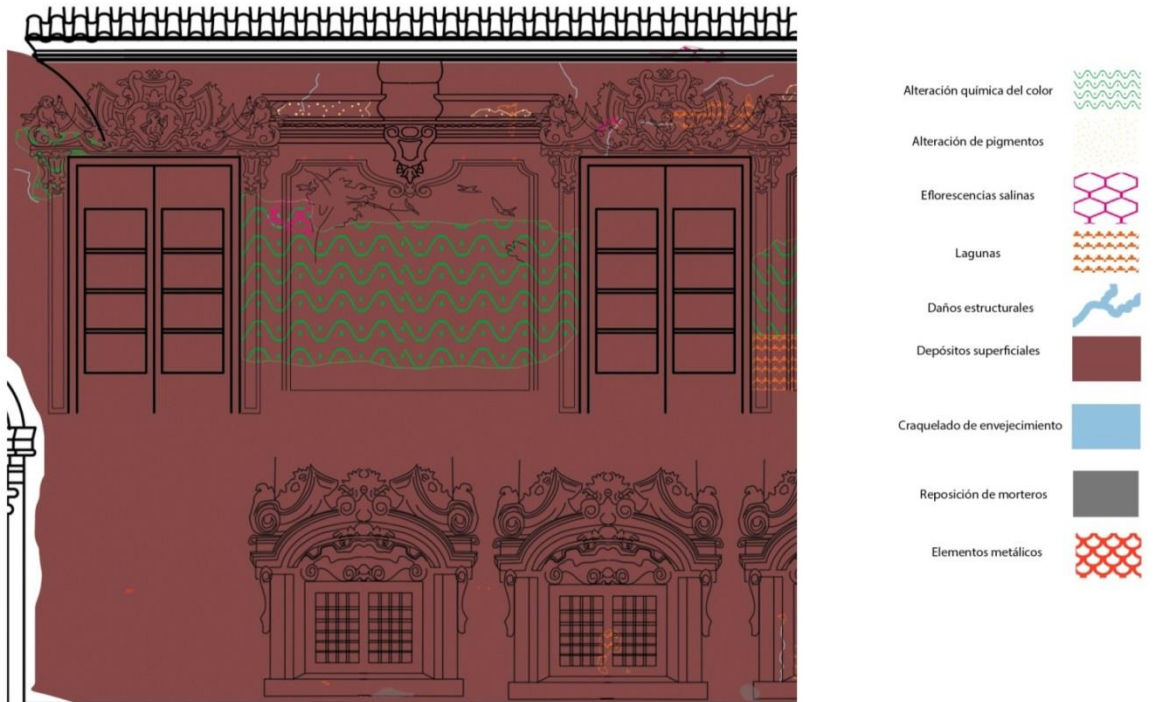 Alteración química del color
Alteración de pigmentos
Eflorescencias salinas
Lagunas
Daños estructurales
Depósitos superficiales
Craquelado de envejecimiento
Reposición de morteros
Elementos metálicos